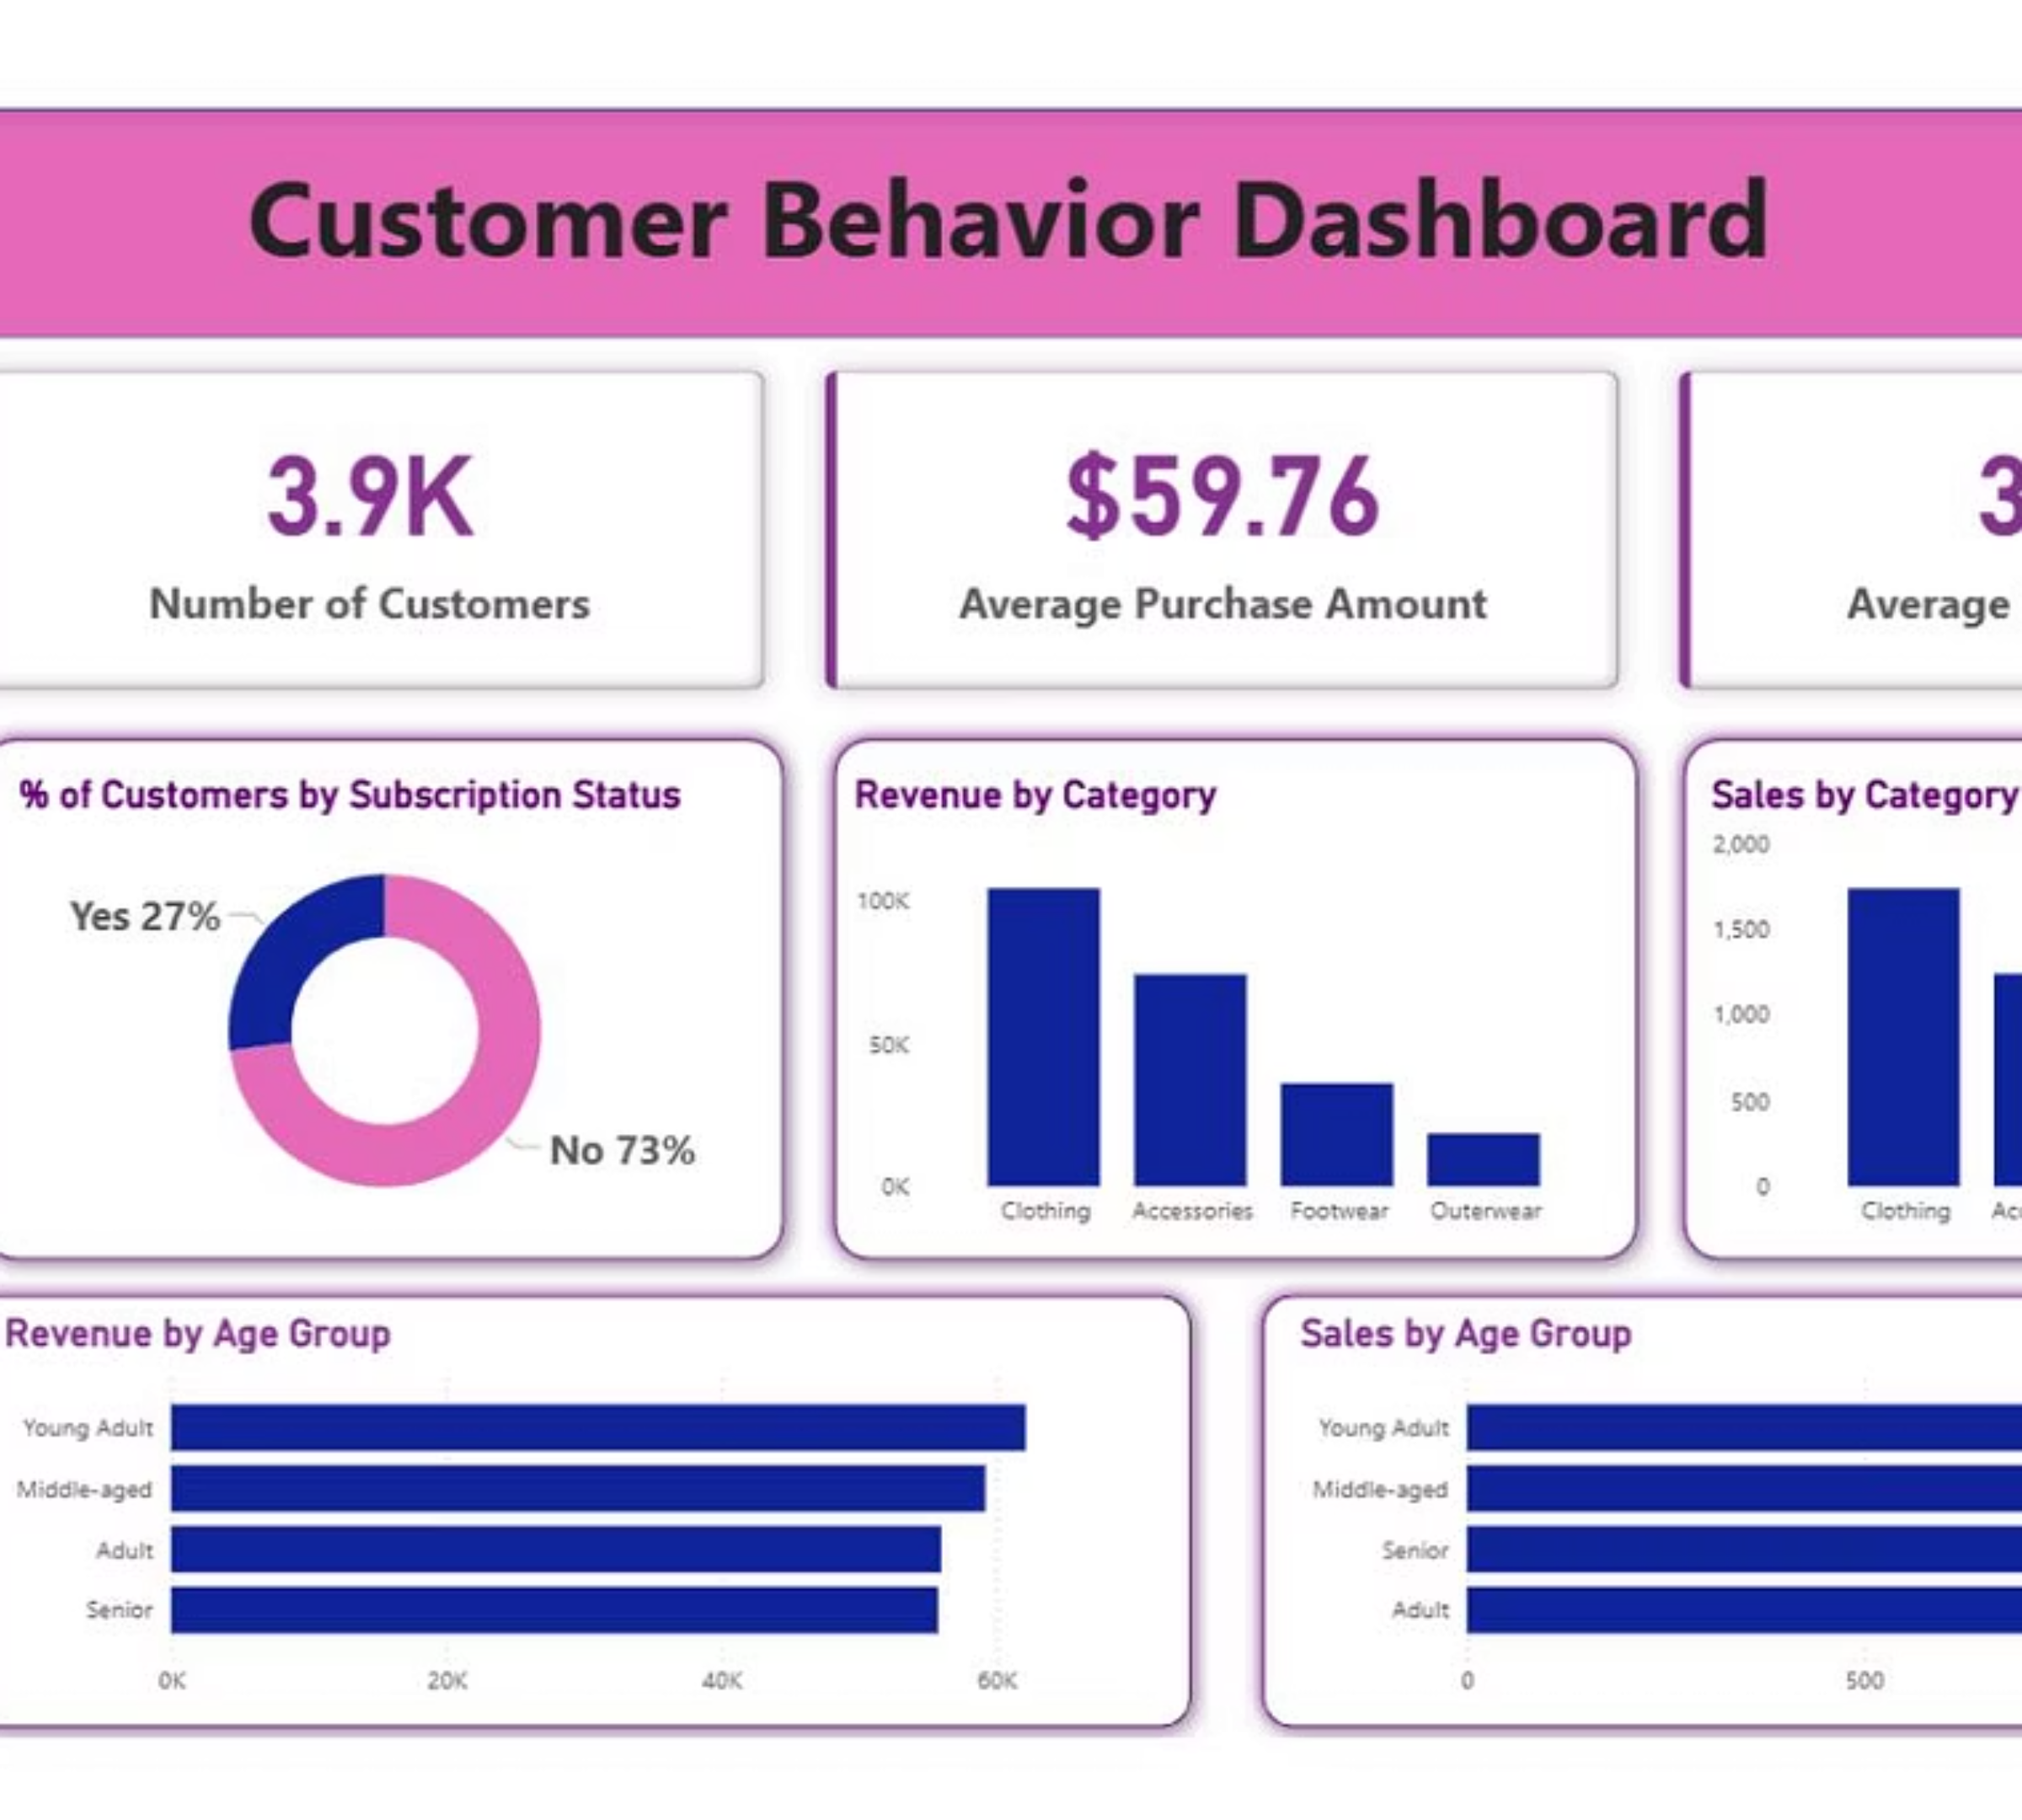 Customer Behavior Dashboard
3.9K
Number of Customers
$59.76
Average Purchase Amount
3
Average
% of Customers by Subscription Status
Yes 27%
No 73%
Revenue by Category
100K
50K
0K
Clothing Accessories Footwear Outerwear
Sales by Category
2,000
1,500
1,000
500
0
Clothing
Revenue by Age Group
Young Adult
Middle-aged
Adult
Senior
0K 20K 40K 60K
Sales by Age Group
Young Adult
Middle-aged
Senior
Adult
0 500